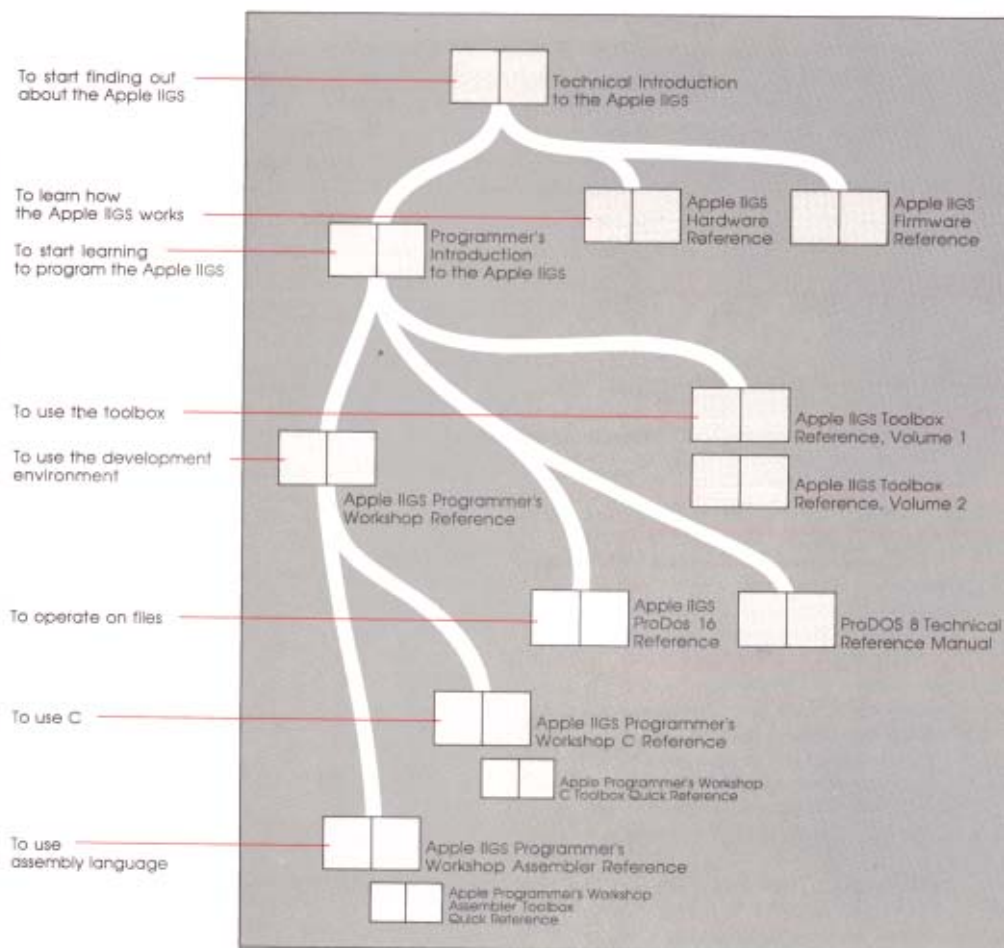 To start finding out
about the Apple IIGS
Technical Introduction
to the Apple IIGS
To learn how
the Apple IIGS works
Apple IIGS
Hardware
Reference
Apple IIGS
Firmware
Reference
To start learning
to program the Apple IIGS
Programmer's
Introduction
to the Apple IIGS
To use the toolbox
Apple IIGS Toolbox
Reference, Volume 1
To use the development
environment
Apple IIGS Programmer's
Workshop Reference
Apple IIGS Toolbox
Reference, Volume 2
To operate on files
Apple IIGS
ProDos 16
Reference
ProDOS 8 Technical
Reference Manual
To use C
Apple IIGS Programmer's
Workshop C Reference
Apple Programmer's Workshop
C Toolbox Quick Reference
To use
assembly language
Apple IIGS Programmer's
Workshop Assembler Reference
Apple Programmer's Workshop
Assembler Toolbox
Quick Reference